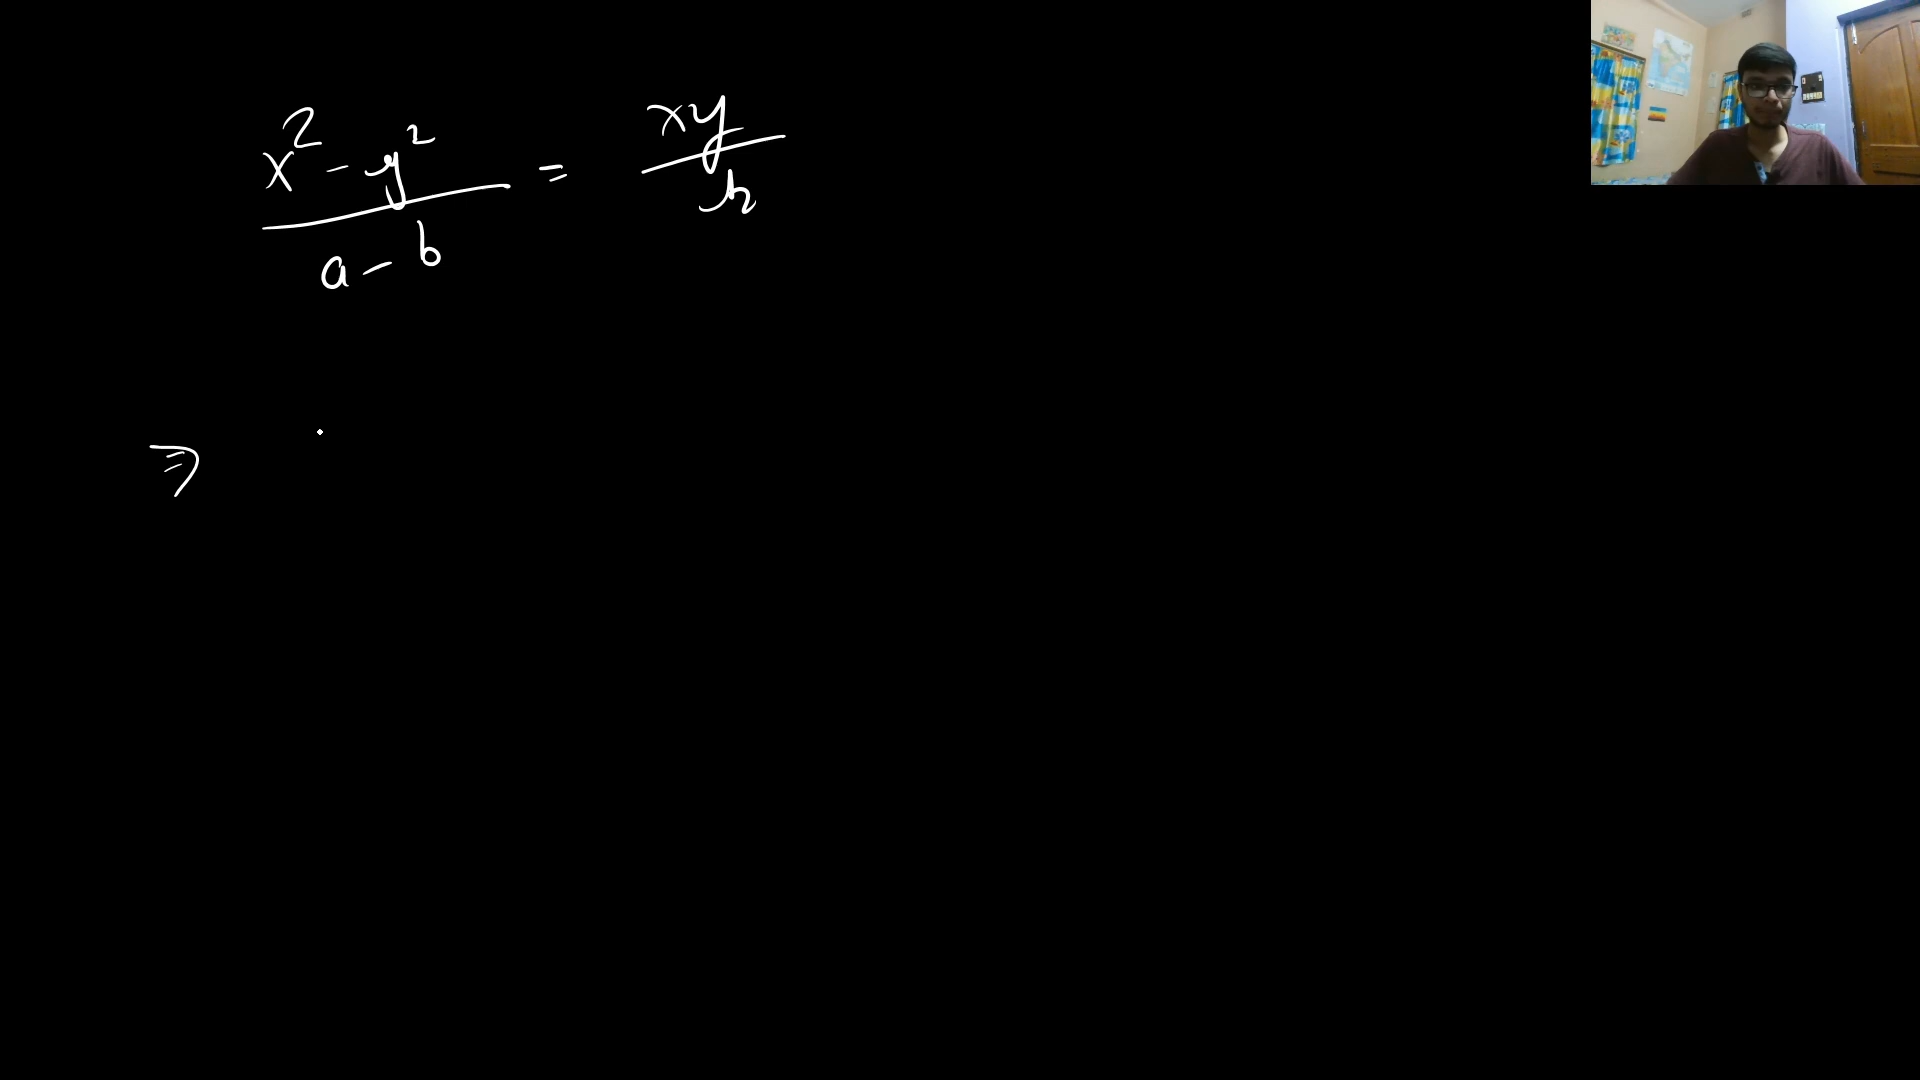 x² - y² / a - b = xy / h
⇒